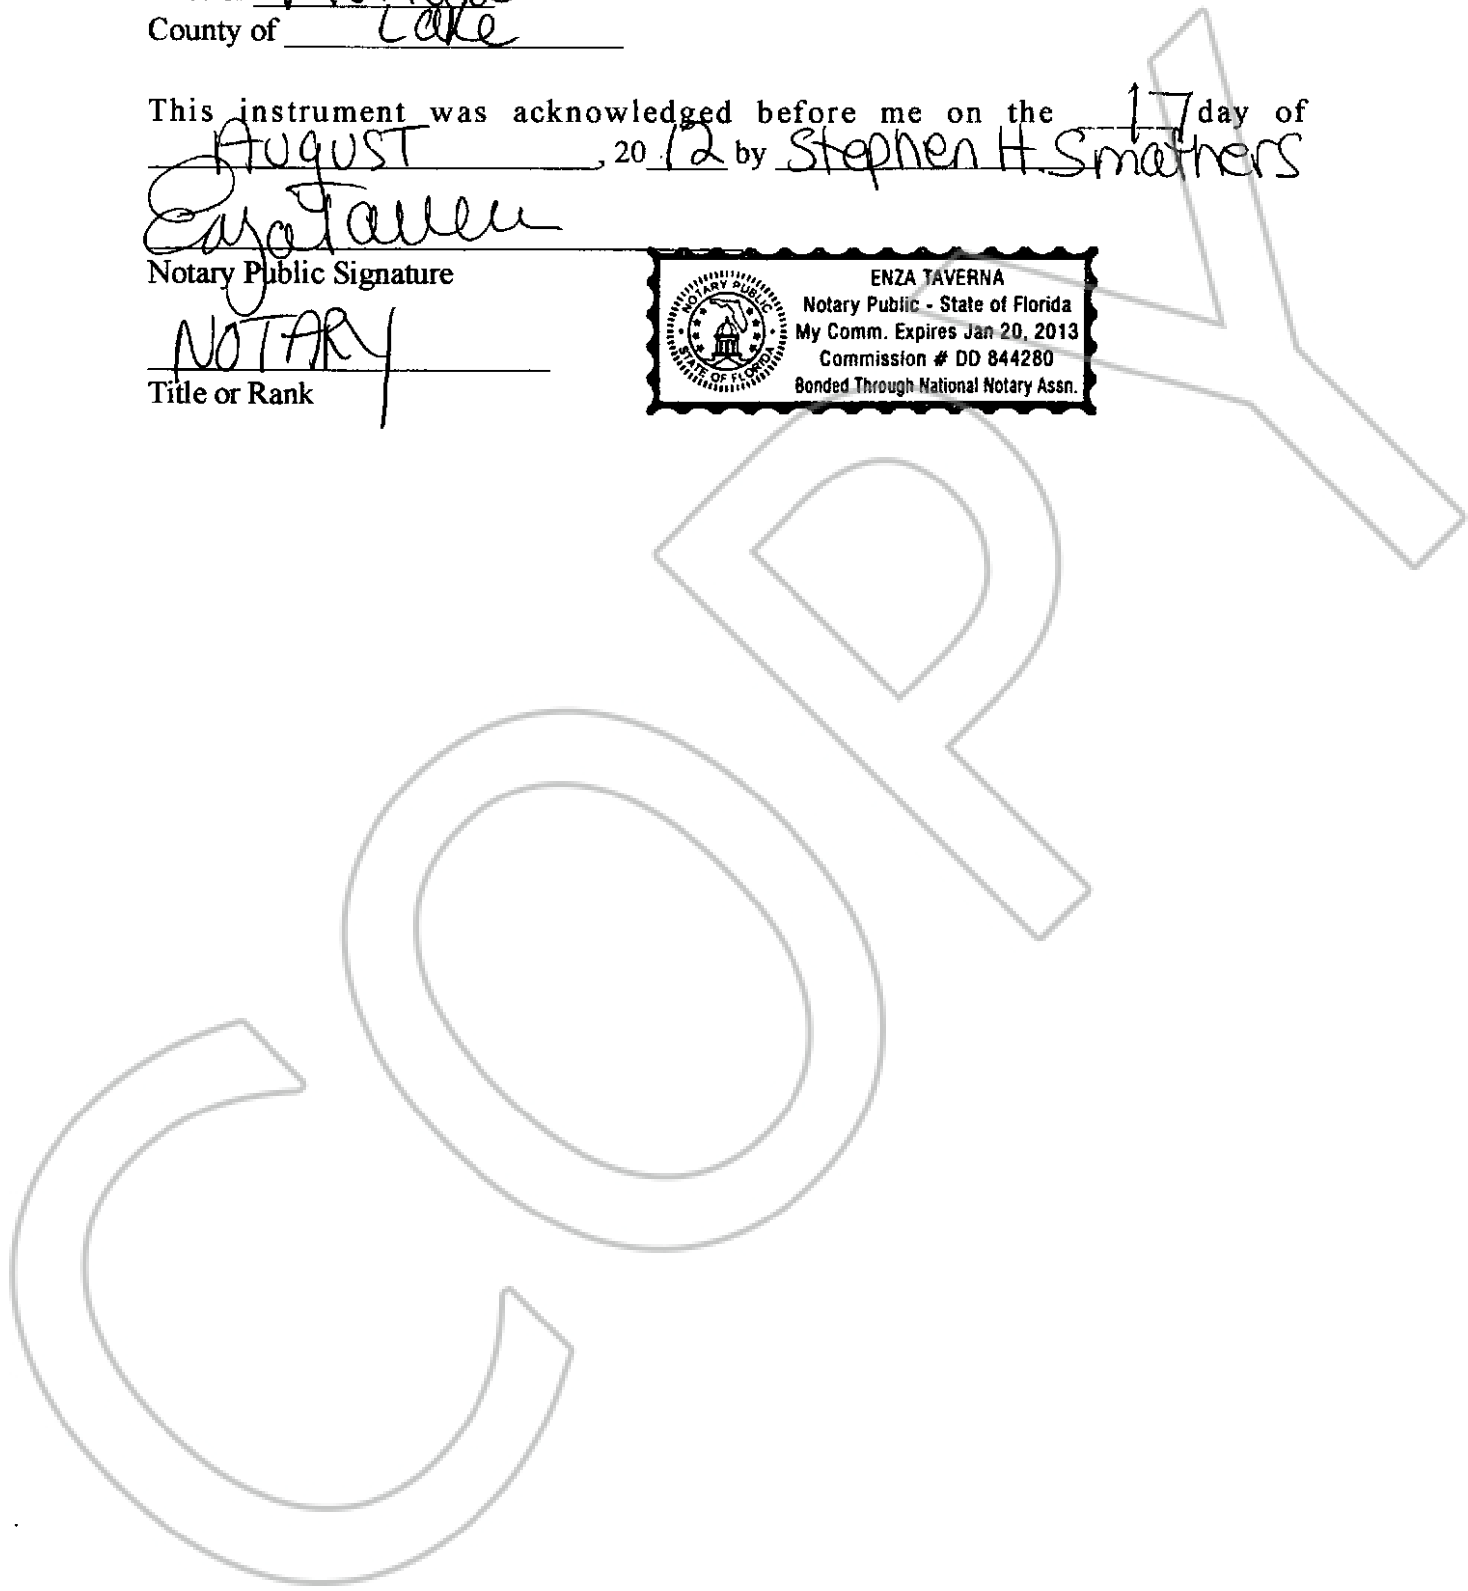 County of Lake
This instrument was acknowledged before me on the 17 day of
August, 20 12 by Stephen H. Smathers
Enza Taverna
Notary Public Signature
NOTARY
Title or Rank
NOTARY PUBLIC
STATE OF FLORIDA
ENZA TAVERNA
Notary Public - State of Florida
My Comm. Expires Jan 20, 2013
Commission # DD 844280
Bonded Through National Notary Assn.
COPY